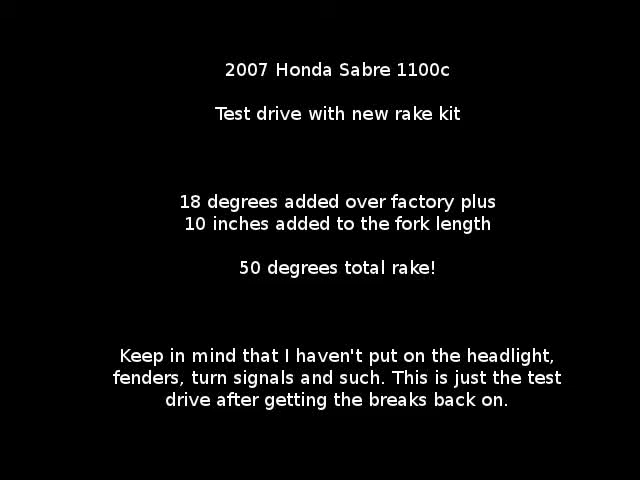 2007 Honda Sabre 1100c
Test drive with new rake kit
18 degrees added over factory plus
10 inches added to the fork length
50 degrees total rake!
Keep in mind that I haven't put on the headlight,
fenders, turn signals and such. This is just the test
drive after getting the breaks back on.